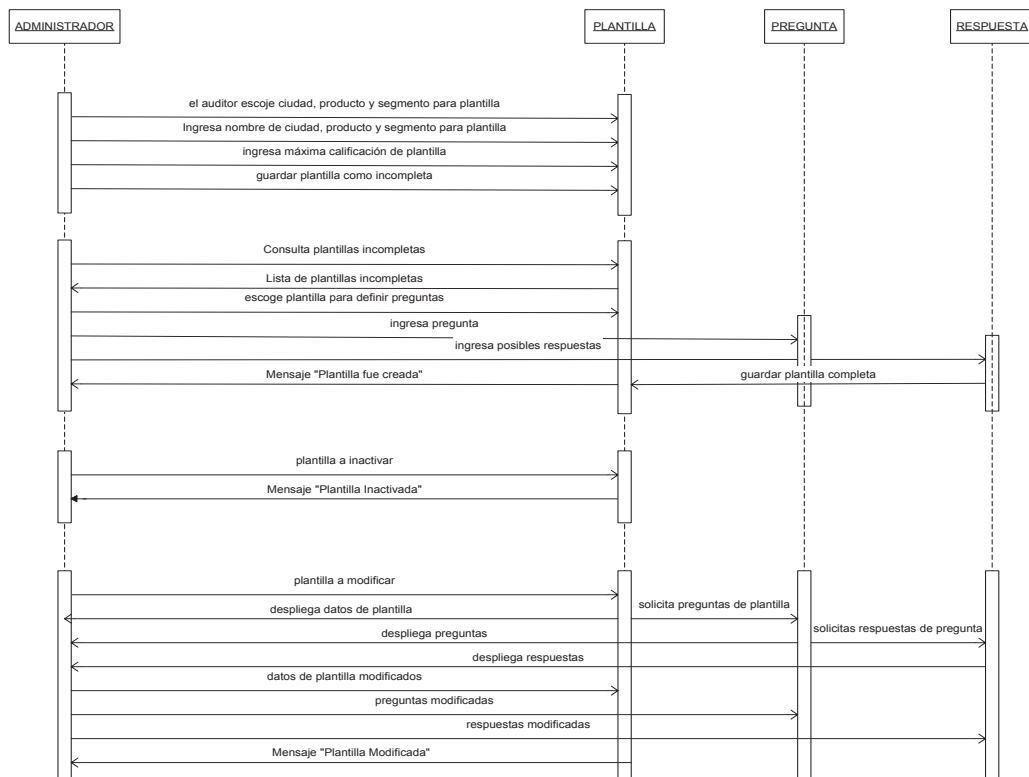 ADMINISTRADOR
PLANTILLA
PREGUNTA
RESPUESTA
el auditor escoje ciudad, producto y segmento para plantilla
Ingresa nombre de ciudad, producto y segmento para plantilla
ingresa máxima calificación de plantilla
guardar plantilla como incompleta
Consulta plantillas incompletas
Lista de plantillas incompletas
escoge plantilla para definir preguntas
ingresa pregunta
ingresa posibles respuestas
Mensaje "Plantilla fue creada"
guardar plantilla completa
plantilla a inactivar
Mensaje "Plantilla Inactivada"
plantilla a modificar
despliega datos de plantilla
solicita preguntas de plantilla
despliega preguntas
solicitas respuestas de pregunta
despliega respuestas
datos de plantilla modificados
preguntas modificadas
respuestas modificadas
Mensaje "Plantilla Modificada"